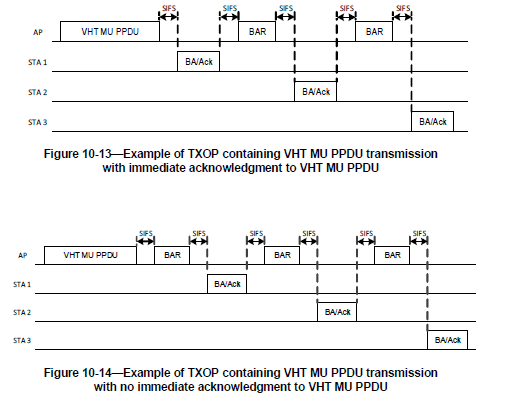 SIFS SIFS SIFS SIFS SIFS
AP VHT MU PPDU BAR BAR
STA 1 BA/Ack
STA 2 BA/Ack
STA 3 BA/Ack
Figure 10-13—Example of TXOP containing VHT MU PPDU transmission
with immediate acknowledgment to VHT MU PPDU
SIFS SIFS SIFS SIFS SIFS SIFS
AP VHT MU PPDU BAR BAR BAR
STA 1 BA/Ack
STA 2 BA/Ack
STA 3 BA/Ack
Figure 10-14—Example of TXOP containing VHT MU PPDU transmission
with no immediate acknowledgment to VHT MU PPDU